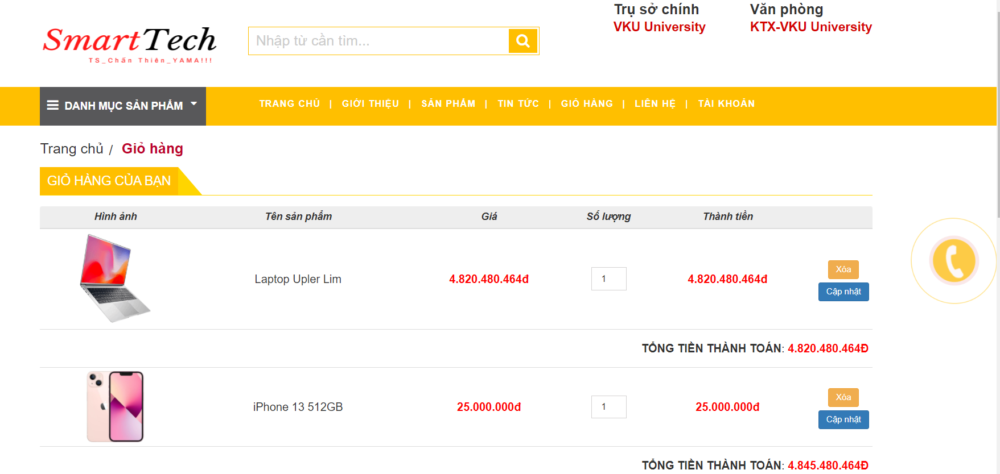 Trụ sở chính
VKU University
Văn phòng
KTX-VKU University
SmartTech
TS_Chấn Thiên_YAMA!!!
Nhập từ cần tìm...
DANH MỤC SẢN PHẨM
TRANG CHỦ | GIỚI THIỆU | SẢN PHẨM | TIN TỨC | GIỎ HÀNG | LIÊN HỆ | TÀI KHOẢN
Trang chủ / Giỏ hàng
GIỎ HÀNG CỦA BẠN
Hình ảnh Tên sản phẩm Giá Số lượng Thành tiền
Laptop Upler Lim 4.820.480.464đ 1 4.820.480.464đ
Xóa
Cập nhật
TỔNG TIỀN THÀNH TOÁN: 4.820.480.464Đ
iPhone 13 512GB 25.000.000đ 1 25.000.000đ
Xóa
Cập nhật
TỔNG TIỀN THÀNH TOÁN: 4.845.480.464Đ